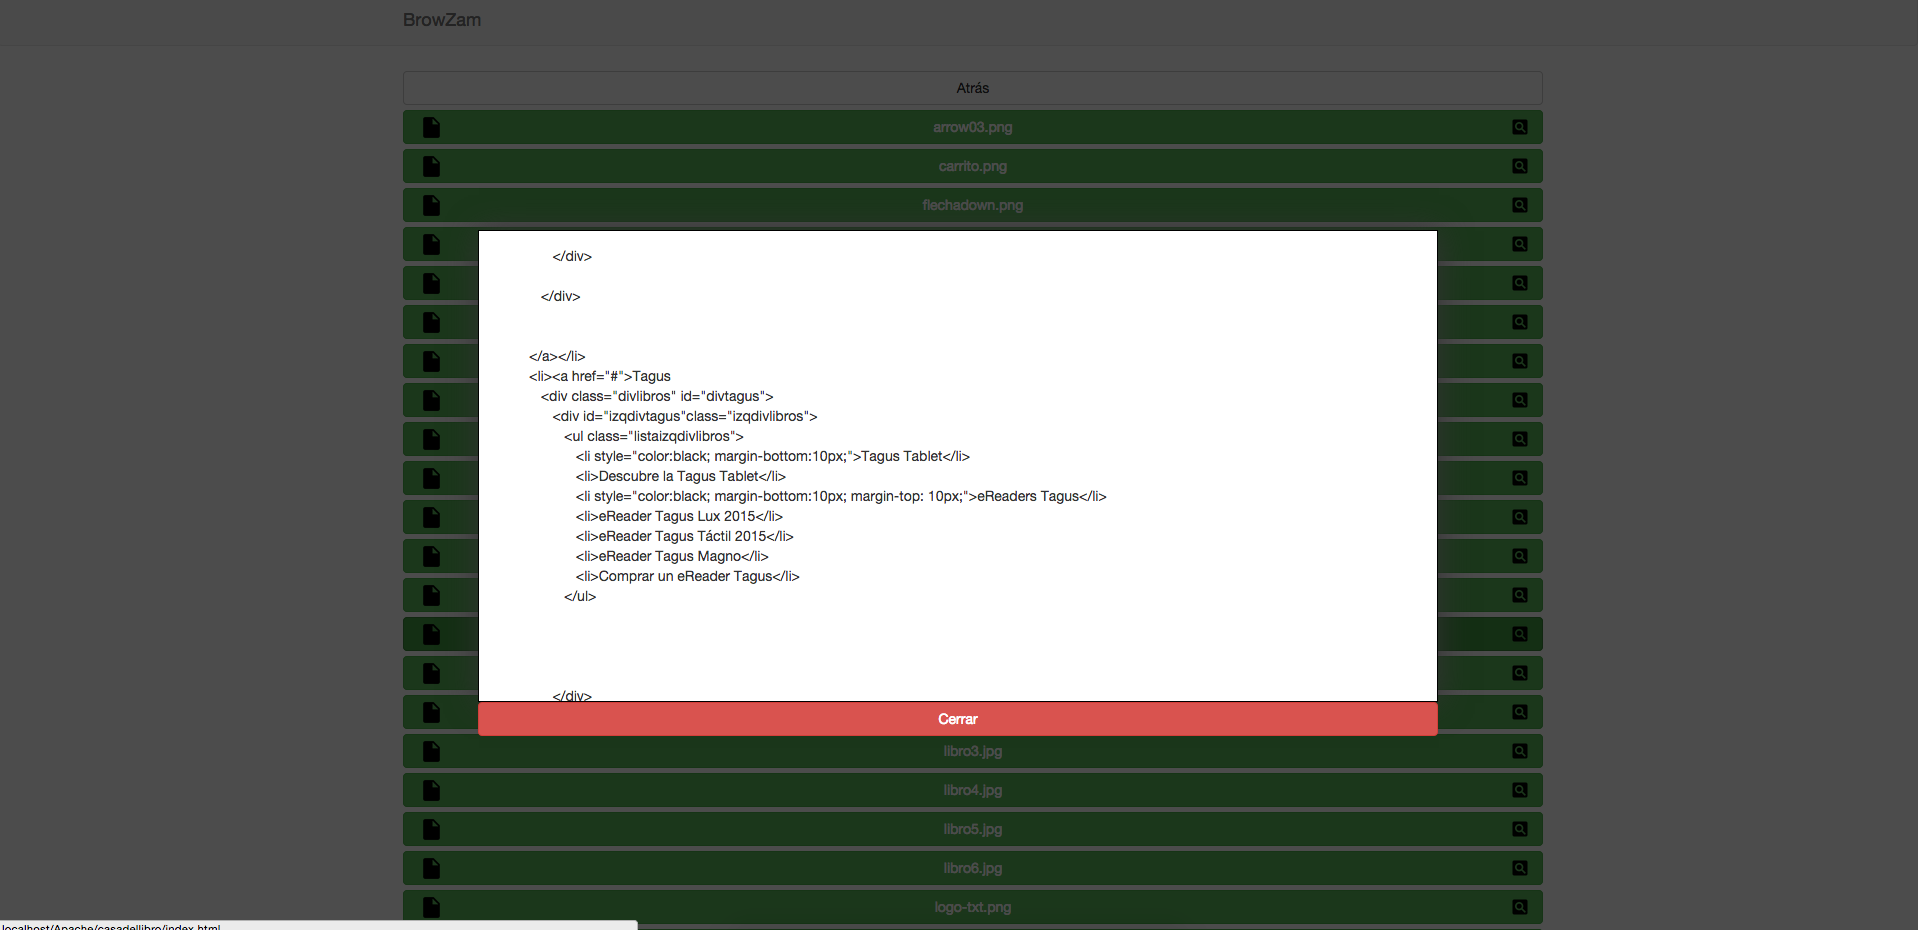 BrowZam
Atrás
arrow03.png
carrito.png
flechadown.png
</div>
</div>
</a></li>
<li><a href="#">Tagus
<div class="divlibros" id="divtagus">
<div id="izqdivtagus"class="izqdivlibros">
<ul class="listaizqdivlibros">
<li style="color:black; margin-bottom:10px;">Tagus Tablet</li>
<li>Descubre la Tagus Tablet</li>
<li style="color:black; margin-bottom:10px; margin-top: 10px;">eReaders Tagus</li>
<li>eReader Tagus Lux 2015</li>
<li>eReader Tagus Táctil 2015</li>
<li>eReader Tagus Magno</li>
<li>Comprar un eReader Tagus</li>
</ul>
</div>
Cerrar
libro3.jpg
libro4.jpg
libro5.jpg
libro6.jpg
logo-txt.png
localhost/Apache/casadellibro/index.html